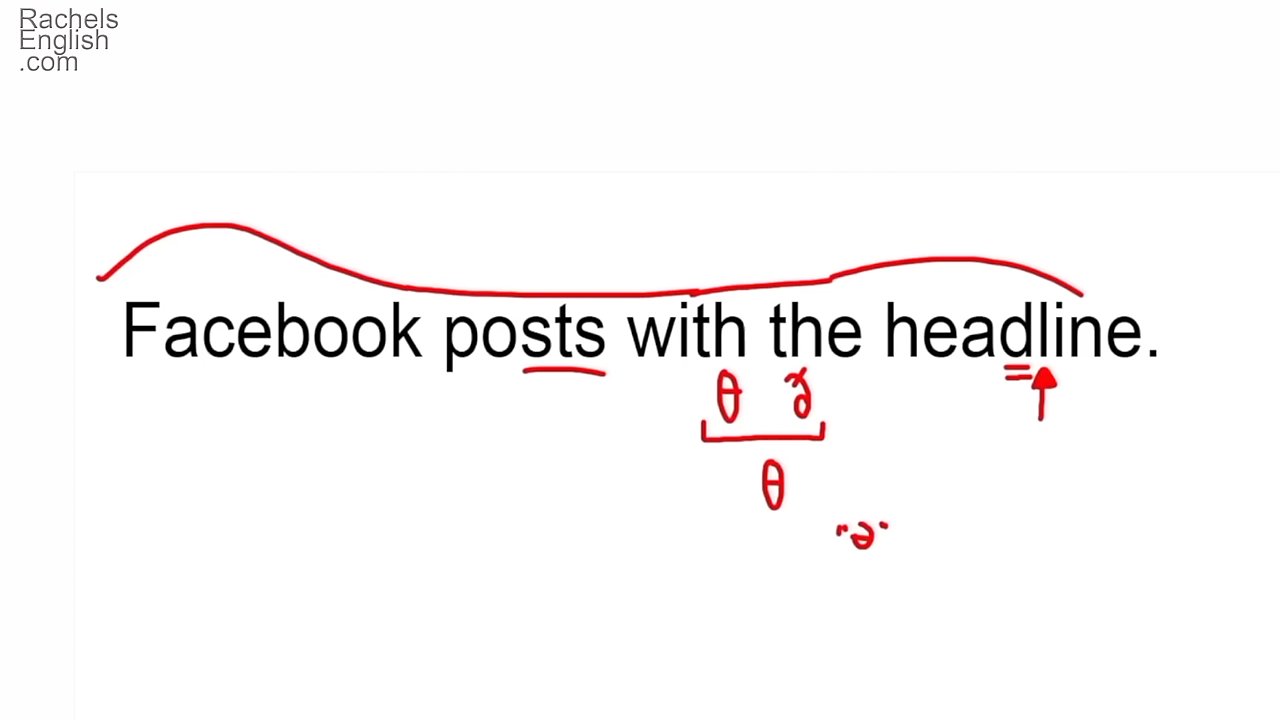 Rachels
English
.com
Facebook posts with the headline.
θ ð
θ
"ə"